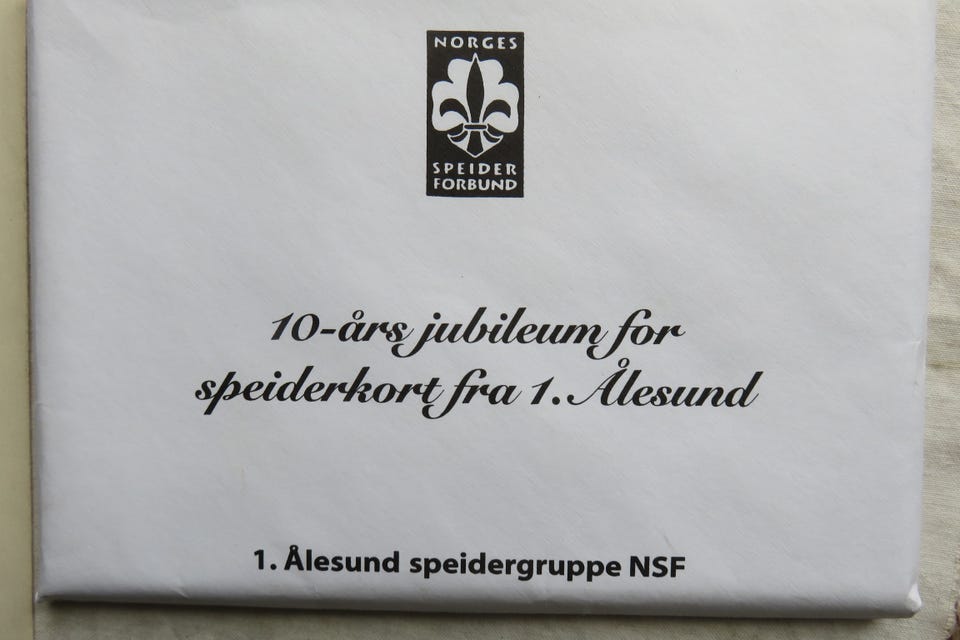 NORGES
SPEIDER
FORBUND
10-års jubileum for
speiderkort fra 1. Ålesund
1. Ålesund speidergruppe NSF